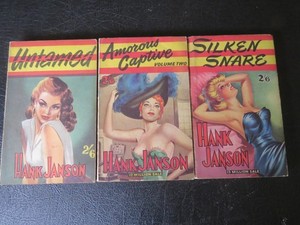 Untamed
HANK JANSON
2/6
Amorous
Captive
VOLUME TWO
HANK JANSON
SILKEN
SNARE
2/6
HANK
JANSON